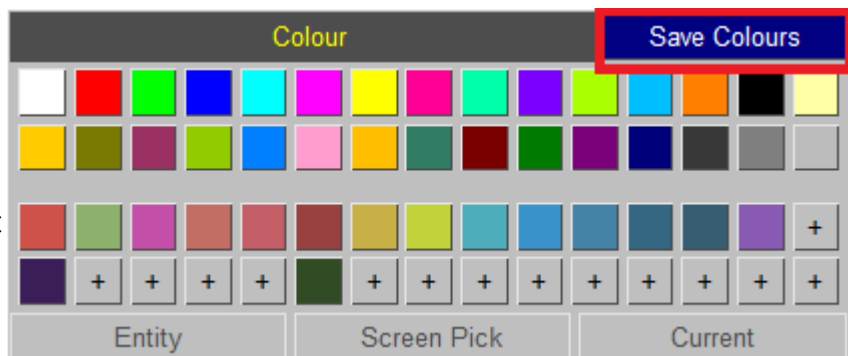 Colour Save Colours
+
+ + + + + + + + + + + + +
Entity Screen Pick Current